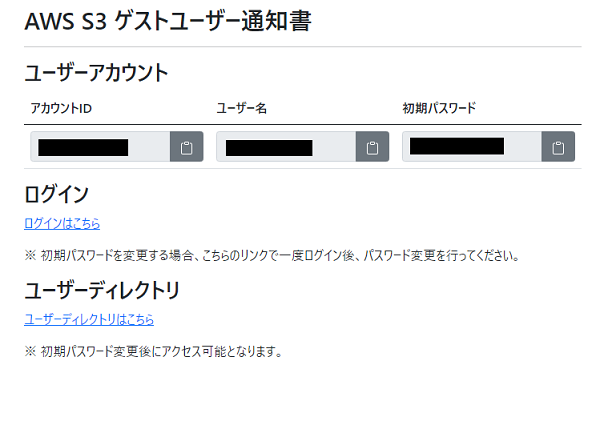 AWS S3 ゲストユーザー通知書
ユーザーアカウント
アカウントID ユーザー名 初期パスワード
ログイン
ログインはこちら
※ 初期パスワードを変更する場合、こちらのリンクで一度ログイン後、パスワード変更を行ってください。
ユーザーディレクトリ
ユーザーディレクトリはこちら
※ 初期パスワード変更後にアクセス可能となります。